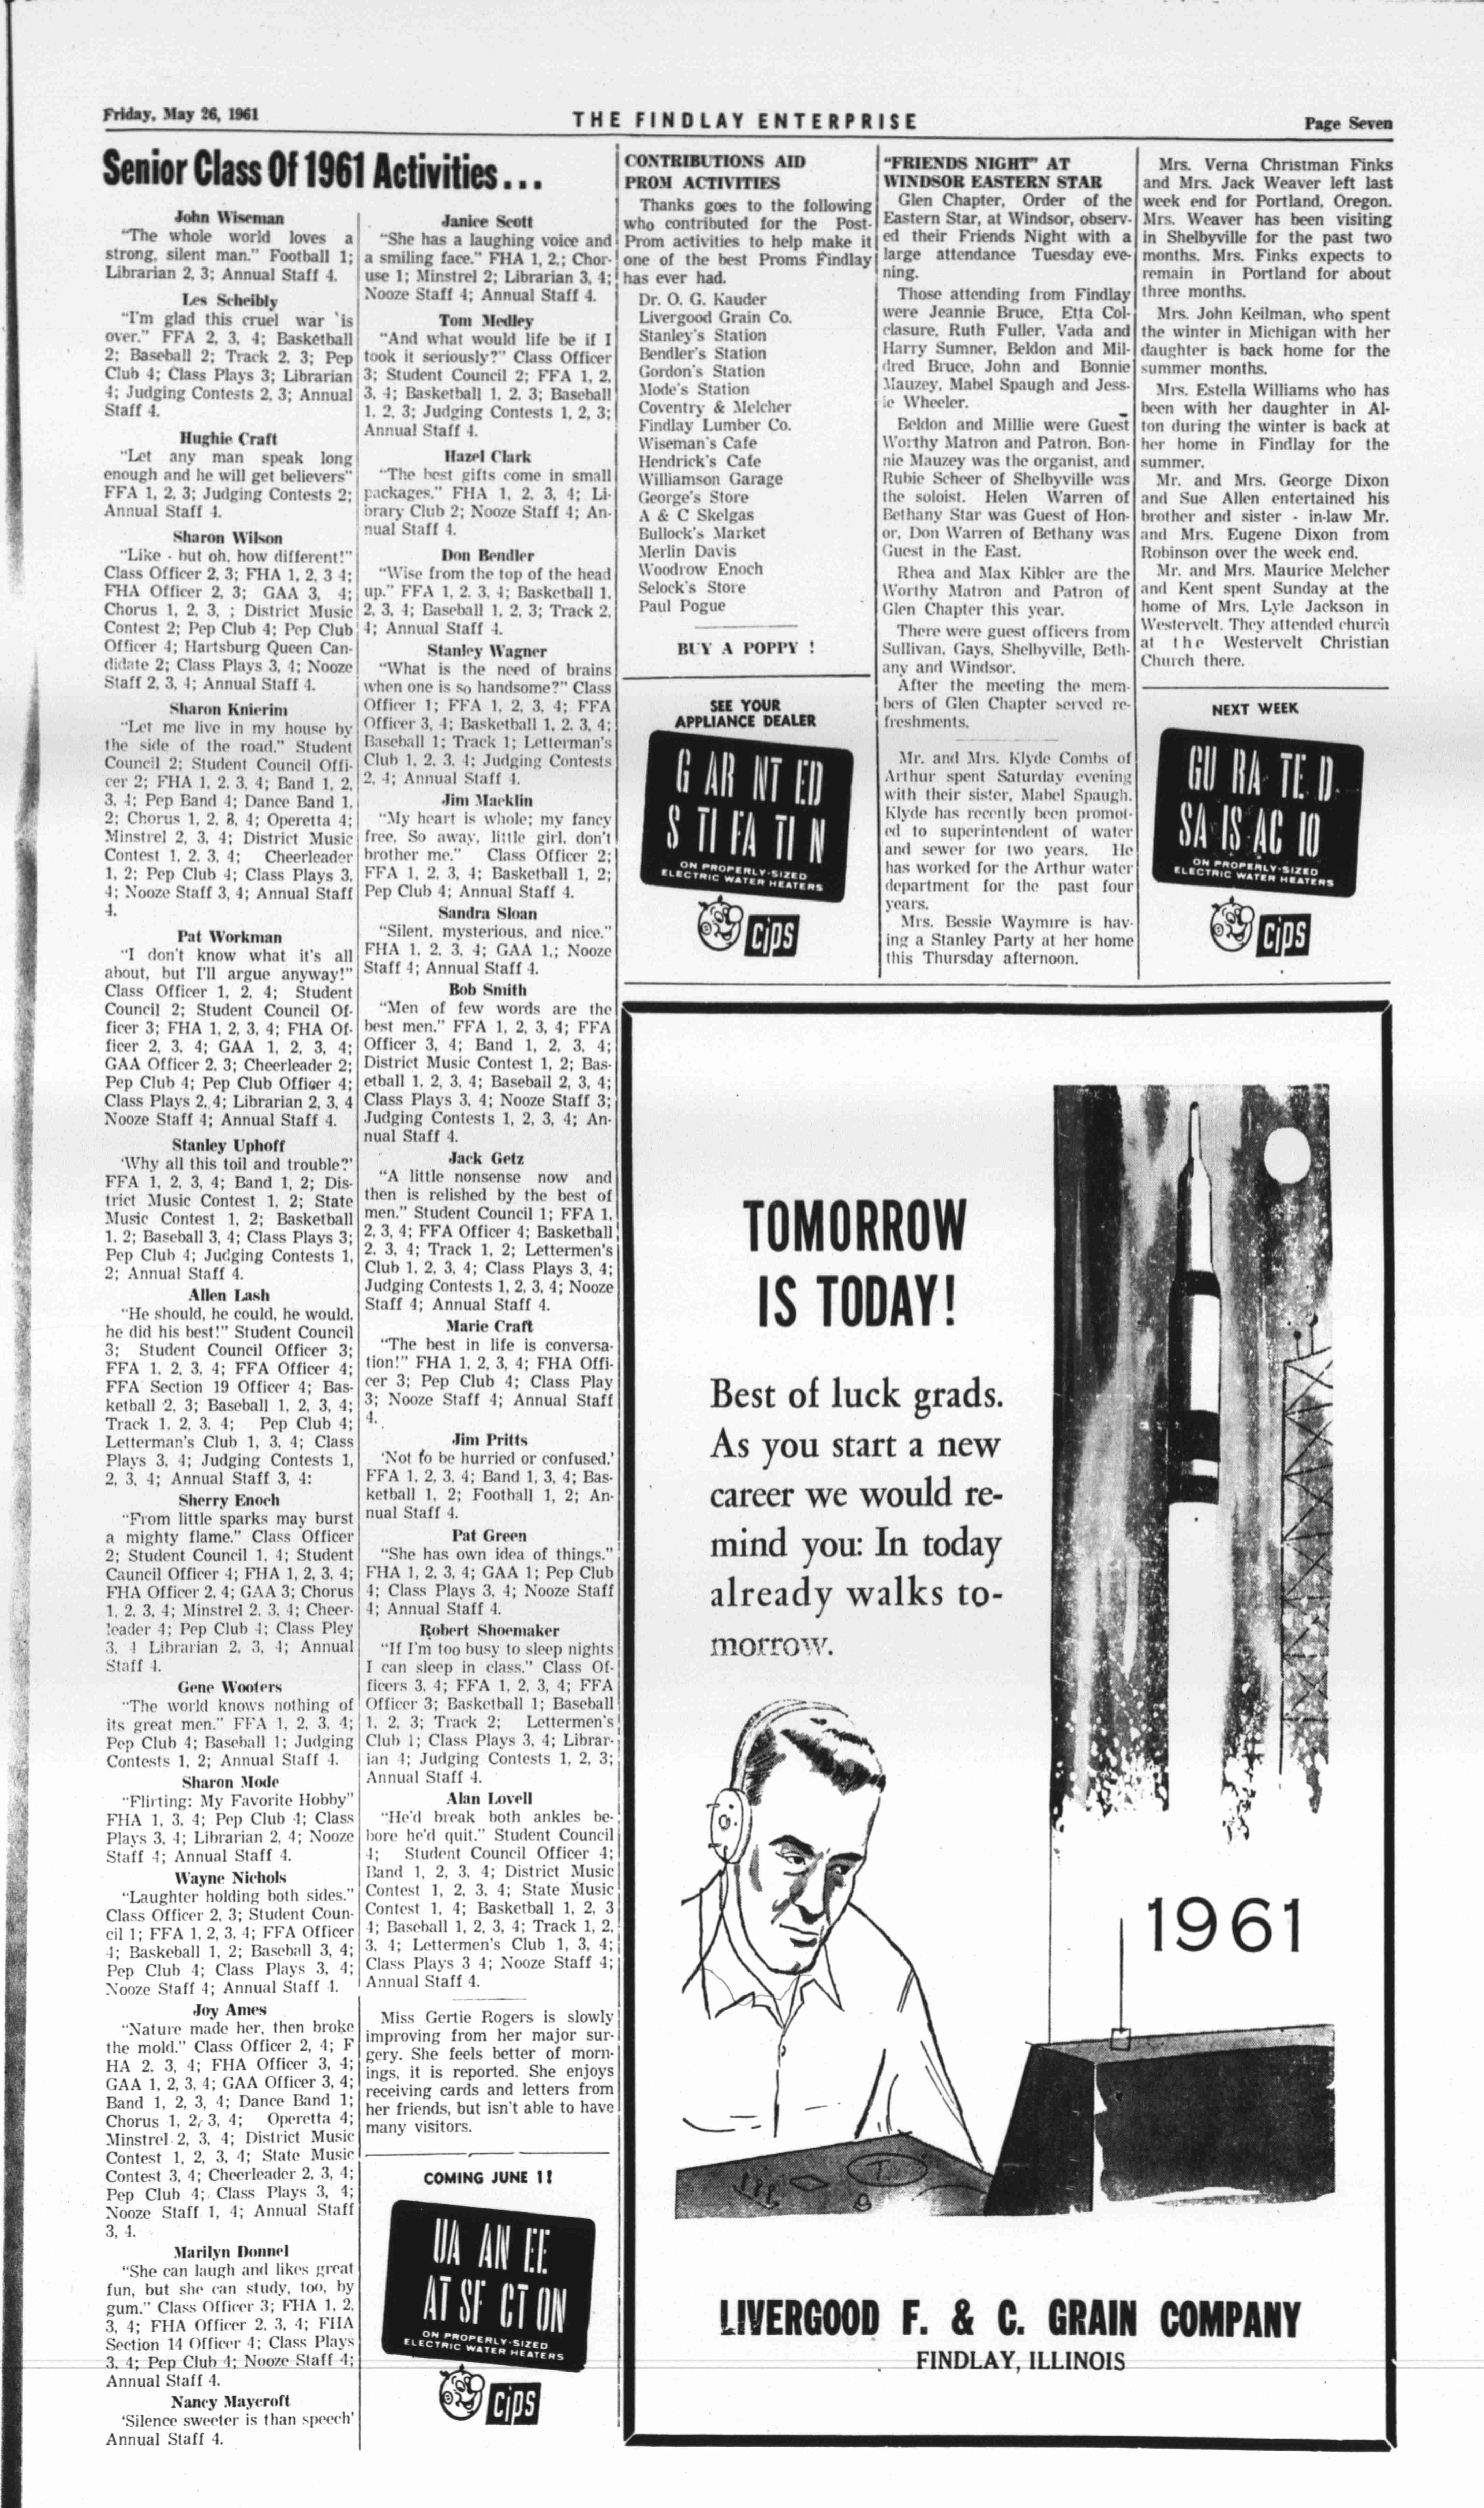 Friday, May 26, 1961
THE FINDLAY ENTERPRISE
Page Seven
Senior Class Of 1961 Activities...
John Wiseman
"The whole world loves a
strong, silent man." Football 1;
Librarian 2, 3; Annual Staff 4.
Les Scheibly
"I'm glad this cruel war 'is
over." FFA 2, 3, 4; Basketball
2; Baseball 2; Track 2, 3; Pep
Club 4; Class Plays 3; Librarian
4; Judging Contests 2, 3; Annual
Staff 4.
Hughie Craft
"Let any man speak long
enough and he will get believers"
FFA 1, 2, 3; Judging Contests 2;
Annual Staff 4.
Sharon Wilson
"Like - but oh, how different!"
Class Officer 2, 3; FHA 1, 2, 3 4;
FHA Officer 2, 3; GAA 3, 4;
Chorus 1, 2, 3, ; District Music
Contest 2; Pep Club 4; Pep Club
Officer 4; Hartsburg Queen Can-
didate 2; Class Plays 3, 4; Nooze
Staff 2, 3, 4; Annual Staff 4.
Sharon Knierim
"Let me live in my house by
the side of the road." Student
Council 2; Student Council Offi-
cer 2; FHA 1, 2, 3, 4; Band 1, 2,
3, 4; Pep Band 4; Dance Band 1,
2; Chorus 1, 2, 3, 4; Operetta 4;
Minstrel 2, 3, 4; District Music
Contest 1, 2, 3, 4; Cheerleader
1, 2; Pep Club 4; Class Plays 3,
4; Nooze Staff 3, 4; Annual Staff
4.
Pat Workman
"I don't know what it's all
about, but I'll argue anyway!"
Class Officer 1, 2, 4; Student
Council 2; Student Council Of-
ficer 3; FHA 1, 2, 3, 4; FHA Of-
ficer 2, 3, 4; GAA 1, 2, 3, 4;
GAA Officer 2, 3; Cheerleader 2;
Pep Club 4; Pep Club Officer 4;
Class Plays 2, 4; Librarian 2, 3, 4
Nooze Staff 4; Annual Staff 4.
Stanley Uphoff
'Why all this toil and trouble?'
FFA 1, 2, 3, 4; Band 1, 2; Dis-
trict Music Contest 1, 2; State
Music Contest 1, 2; Basketball
1, 2; Baseball 3, 4; Class Plays 3;
Pep Club 4; Judging Contests 1,
2; Annual Staff 4.
Allen Lash
"He should, he could, he would,
he did his best!" Student Council
3; Student Council Officer 3;
FFA 1, 2, 3, 4; FFA Officer 4;
FFA Section 19 Officer 4; Bas-
ketball 2, 3; Baseball 1, 2, 3, 4;
Track 1, 2, 3, 4; Pep Club 4;
Letterman's Club 1, 3, 4; Class
Plays 3, 4; Judging Contests 1,
2, 3, 4; Annual Staff 3, 4:
Sherry Enoch
"From little sparks may burst
a mighty flame." Class Officer
2; Student Council 1, 4; Student
Cauncil Officer 4; FHA 1, 2, 3, 4;
FHA Officer 2, 4; GAA 3; Chorus
1, 2, 3, 4; Minstrel 2, 3, 4; Cheer-
leader 4; Pep Club 4; Class Pley
3, 4 Librarian 2, 3, 4; Annual
Staff 4.
Gene Wooters
"The world knows nothing of
its great men." FFA 1, 2, 3, 4;
Pep Club 4; Baseball 1; Judging
Contests 1, 2; Annual Staff 4.
Sharon Mode
"Flirting: My Favorite Hobby"
FHA 1, 3, 4; Pep Club 4; Class
Plays 3, 4; Librarian 2, 4; Nooze
Staff 4; Annual Staff 4.
Wayne Nichols
"Laughter holding both sides."
Class Officer 2, 3; Student Coun-
cil 1; FFA 1, 2, 3, 4; FFA Officer
4; Baskeball 1, 2; Baseball 3, 4;
Pep Club 4; Class Plays 3, 4;
Nooze Staff 4; Annual Staff 4.
Joy Ames
"Nature made her, then broke
the mold." Class Officer 2, 4; F
HA 2, 3, 4; FHA Officer 3, 4;
GAA 1, 2, 3, 4; GAA Officer 3, 4;
Band 1, 2, 3, 4; Dance Band 1;
Chorus 1, 2, 3, 4; Operetta 4;
Minstrel 2, 3, 4; District Music
Contest 1, 2, 3, 4; State Music
Contest 3, 4; Cheerleader 2, 3, 4;
Pep Club 4; Class Plays 3, 4;
Nooze Staff 1, 4; Annual Staff
3, 4.
Marilyn Donnel
"She can laugh and likes great
fun, but she can study, too, by
gum." Class Officer 3; FHA 1, 2,
3, 4; FHA Officer 2, 3, 4; FHA
Section 14 Officer 4; Class Plays
3, 4; Pep Club 4; Nooze Staff 4;
Annual Staff 4.
Nancy Maycroft
'Silence sweeter is than speech'
Annual Staff 4.
Janice Scott
"She has a laughing voice and
a smiling face." FHA 1, 2,; Chor-
use 1; Minstrel 2; Librarian 3, 4;
Nooze Staff 4; Annual Staff 4.
Tom Medley
"And what would life be if I
took it seriously?" Class Officer
3; Student Council 2; FFA 1, 2,
3, 4; Basketball 1, 2, 3; Baseball
1, 2, 3; Judging Contests 1, 2, 3;
Annual Staff 4.
Hazel Clark
"The best gifts come in small
packages." FHA 1, 2, 3, 4; Li-
brary Club 2; Nooze Staff 4; An-
nual Staff 4.
Don Bendler
"Wise from the top of the head
up." FFA 1, 2, 3, 4; Basketball 1,
2, 3, 4; Baseball 1, 2, 3; Track 2,
4; Annual Staff 4.
Stanley Wagner
"What is the need of brains
when one is so handsome?" Class
Officer 1; FFA 1, 2, 3, 4; FFA
Officer 3, 4; Basketball 1, 2, 3, 4;
Baseball 1; Track 1; Letterman's
Club 1, 2, 3, 4; Judging Contests
2, 4; Annual Staff 4.
Jim Macklin
"My heart is whole; my fancy
free, So away, little girl, don't
brother me." Class Officer 2;
FFA 1, 2, 3, 4; Basketball 1, 2;
Pep Club 4; Annual Staff 4.
Sandra Sloan
"Silent, mysterious, and nice."
FHA 1, 2, 3, 4; GAA 1,; Nooze
Staff 4; Annual Staff 4.
Bob Smith
"Men of few words are the
best men." FFA 1, 2, 3, 4; FFA
Officer 3, 4; Band 1, 2, 3, 4;
District Music Contest 1, 2; Bas-
etball 1, 2, 3, 4; Baseball 2, 3, 4;
Class Plays 3, 4; Nooze Staff 3;
Judging Contests 1, 2, 3, 4; An-
nual Staff 4.
Jack Getz
"A little nonsense now and
then is relished by the best of
men." Student Council 1; FFA 1,
2, 3, 4; FFA Officer 4; Basketball
2, 3, 4; Track 1, 2; Lettermen's
Club 1, 2, 3, 4; Class Plays 3, 4;
Judging Contests 1, 2, 3, 4; Nooze
Staff 4; Annual Staff 4.
Marie Craft
"The best in life is conversa-
tion!" FHA 1, 2, 3, 4; FHA Offi-
cer 3; Pep Club 4; Class Play
3; Nooze Staff 4; Annual Staff
4.
Jim Pritts
'Not to be hurried or confused.'
FFA 1, 2, 3, 4; Band 1, 3, 4; Bas-
ketball 1, 2; Football 1, 2; An-
nual Staff 4.
Pat Green
"She has own idea of things."
FHA 1, 2, 3, 4; GAA 1; Pep Club
4; Class Plays 3, 4; Nooze Staff
4; Annual Staff 4.
Robert Shoemaker
"If I'm too busy to sleep nights
I can sleep in class." Class Of-
ficers 3, 4; FFA 1, 2, 3, 4; FFA
Officer 3; Basketball 1; Baseball
1, 2, 3; Track 2; Lettermen's
Club 1; Class Plays 3, 4; Librar-
ian 4; Judging Contests 1, 2, 3;
Annual Staff 4.
Alan Lovell
"He'd break both ankles be-
bore he'd quit." Student Council
4; Student Council Officer 4;
Band 1, 2, 3, 4; District Music
Contest 1, 2, 3, 4; State Music
Contest 1, 4; Basketball 1, 2, 3
4; Baseball 1, 2, 3, 4; Track 1, 2,
3, 4; Lettermen's Club 1, 3, 4;
Class Plays 3 4; Nooze Staff 4;
Annual Staff 4.
Miss Gertie Rogers is slowly
improving from her major sur-
gery. She feels better of morn-
ings, it is reported. She enjoys
receiving cards and letters from
her friends, but isn't able to have
many visitors.
COMING JUNE 1!
UA AN EE
AT SF CT ON
ON PROPERLY-SIZED
ELECTRIC WATER HEATERS
CIPS
CONTRIBUTIONS AID
PROM ACTIVITIES
Thanks goes to the following
who contributed for the Post-
Prom activities to help make it
one of the best Proms Findlay
has ever had.
Dr. O. G. Kauder
Livergood Grain Co.
Stanley's Station
Bendler's Station
Gordon's Station
Mode's Station
Coventry & Melcher
Findlay Lumber Co.
Wiseman's Cafe
Hendrick's Cafe
Williamson Garage
George's Store
A & C Skelgas
Bullock's Market
Merlin Davis
Woodrow Enoch
Selock's Store
Paul Pogue
BUY A POPPY !
SEE YOUR
APPLIANCE DEALER
G AR NT ED
S TI FA TI N
ON PROPERLY-SIZED
ELECTRIC WATER HEATERS
CIPS
"FRIENDS NIGHT" AT
WINDSOR EASTERN STAR
Glen Chapter, Order of the
Eastern Star, at Windsor, observ-
ed their Friends Night with a
large attendance Tuesday eve-
ning.
Those attending from Findlay
were Jeannie Bruce, Etta Col-
clasure, Ruth Fuller, Vada and
Harry Sumner, Beldon and Mil-
dred Bruce, John and Bonnie
Mauzey, Mabel Spaugh and Jess-
ie Wheeler.
Beldon and Millie were Guest
Worthy Matron and Patron. Bon-
nie Mauzey was the organist, and
Rubie Scheer of Shelbyville was
the soloist. Helen Warren of
Bethany Star was Guest of Hon-
or, Don Warren of Bethany was
Guest in the East.
Rhea and Max Kibler are the
Worthy Matron and Patron of
Glen Chapter this year.
There were guest officers from
Sullivan, Gays, Shelbyville, Beth-
any and Windsor.
After the meeting the mem-
bers of Glen Chapter served re-
freshments.
Mr. and Mrs. Klyde Combs of
Arthur spent Saturday evening
with their sister, Mabel Spaugh.
Klyde has recently been promot-
ed to superintendent of water
and sewer for two years. He
has worked for the Arthur water
department for the past four
years.
Mrs. Bessie Waymire is hav-
ing a Stanley Party at her home
this Thursday afternoon.
Mrs. Verna Christman Finks
and Mrs. Jack Weaver left last
week end for Portland, Oregon.
Mrs. Weaver has been visiting
in Shelbyville for the past two
months. Mrs. Finks expects to
remain in Portland for about
three months.
Mrs. John Keilman, who spent
the winter in Michigan with her
daughter is back home for the
summer months.
Mrs. Estella Williams who has
been with her daughter in Al-
ton during the winter is back at
her home in Findlay for the
summer.
Mr. and Mrs. George Dixon
and Sue Allen entertained his
brother and sister - in-law Mr.
and Mrs. Eugene Dixon from
Robinson over the week end.
Mr. and Mrs. Maurice Melcher
and Kent spent Sunday at the
home of Mrs. Lyle Jackson in
Westervelt. They attended church
at the Westervelt Christian
Church there.
NEXT WEEK
GU RA TE D
SA IS AC IO
ON PROPERLY-SIZED
ELECTRIC WATER HEATERS
CIPS
TOMORROW
IS TODAY!
Best of luck grads.
As you start a new
career we would re-
mind you: In today
already walks to-
morrow.
1961
LIVERGOOD F. & C. GRAIN COMPANY
FINDLAY, ILLINOIS